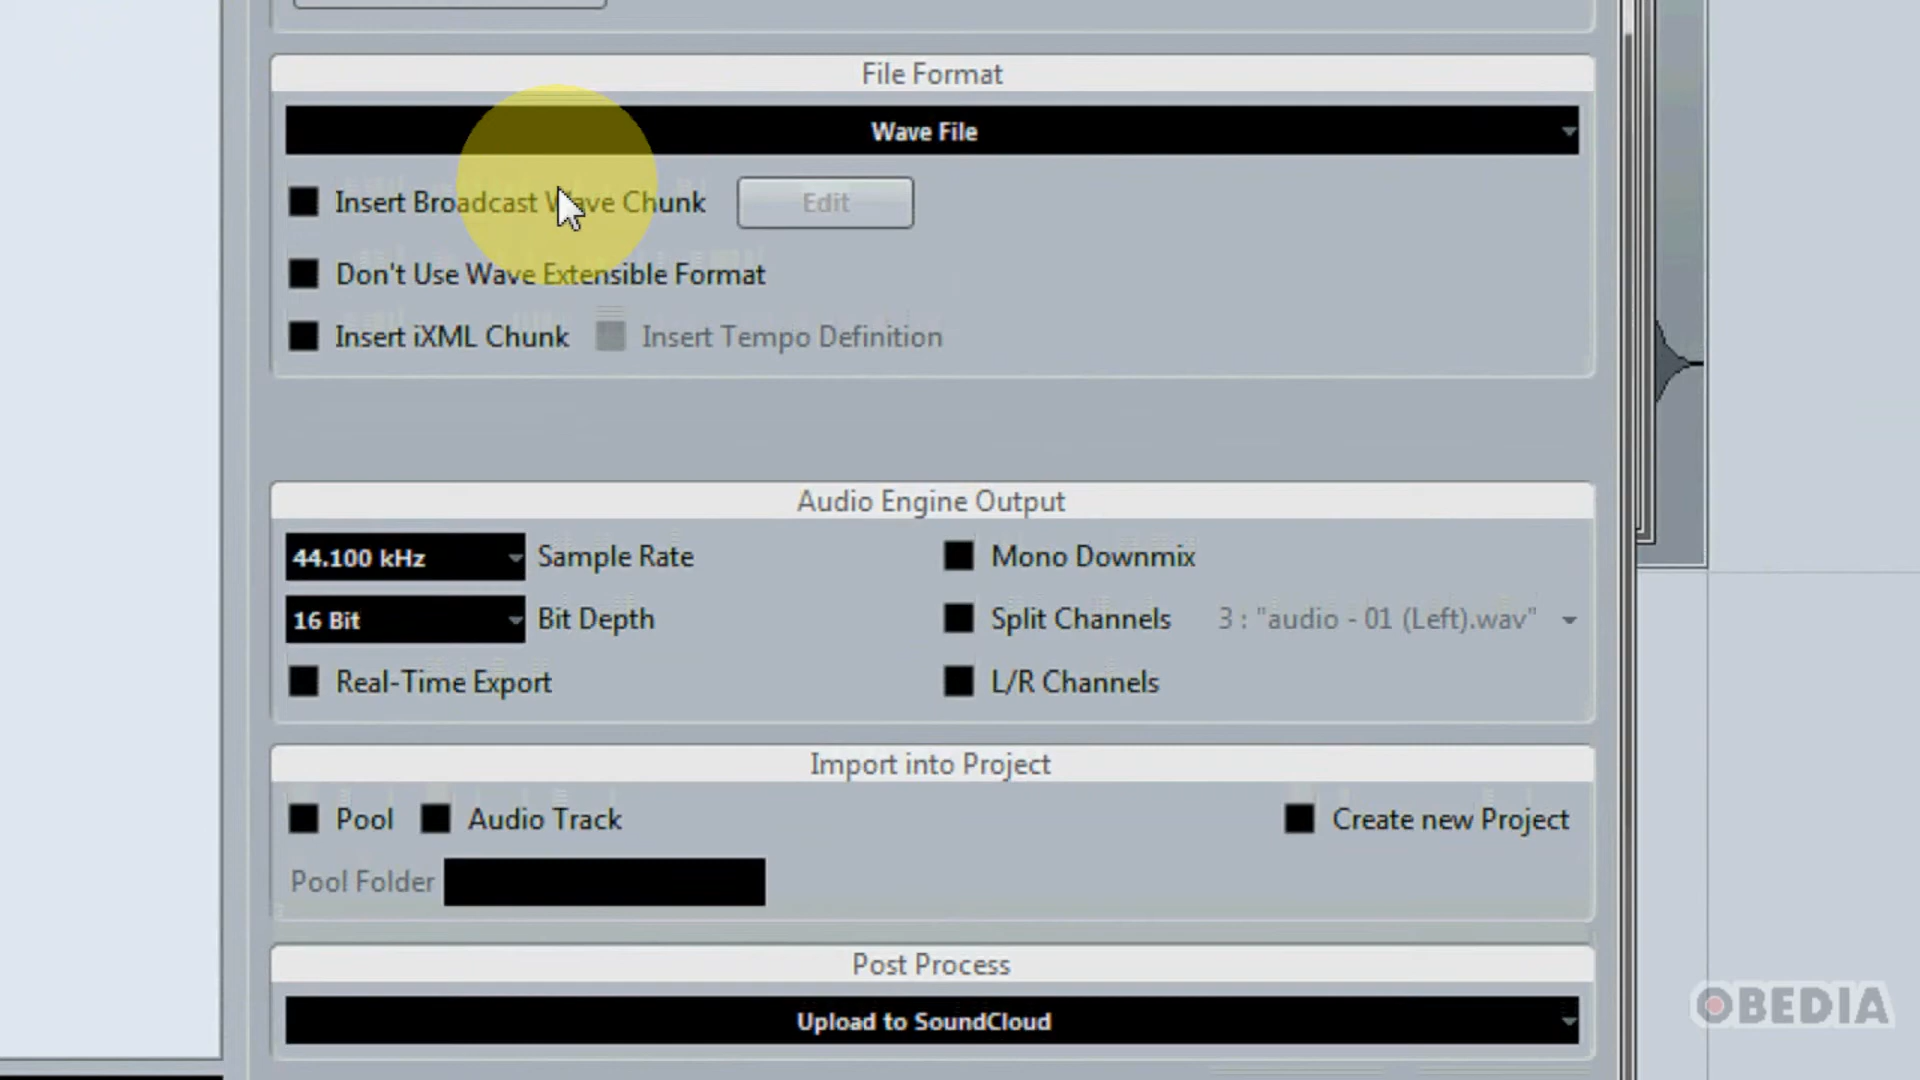 File Format
Wave File
Insert Broadcast Wave Chunk Edit
Don't Use Wave Extensible Format
Insert iXML Chunk Insert Tempo Definition
Audio Engine Output
44.100 kHz Sample Rate Mono Downmix
16 Bit Bit Depth Split Channels 3 : "audio - 01 (Left).wav"
Real-Time Export L/R Channels
Import into Project
Pool Audio Track Create new Project
Pool Folder
Post Process
Upload to SoundCloud
OBEDIA